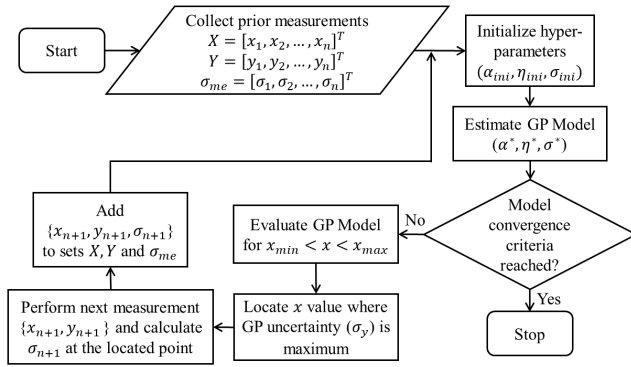 Start
Collect prior measurements
X = [x₁, x₂, ..., xₙ]ᵀ
Y = [y₁, y₂, ..., yₙ]ᵀ
σₘₑ = [σ₁, σ₂, ..., σₙ]ᵀ
Initialize hyper-
parameters
(αᵢₙᵢ, ηᵢₙᵢ, σᵢₙᵢ)
Estimate GP Model
(α*, η*, σ*)
Model
convergence
criteria
reached?
No
Yes
Stop
Evaluate GP Model
for xₘᵢₙ < x < xₘₐₓ
Locate x value where
GP uncertainty (σ_y) is
maximum
Perform next measurement
{xₙ₊₁, yₙ₊₁} and calculate
σₙ₊₁ at the located point
Add
{xₙ₊₁, yₙ₊₁, σₙ₊₁}
to sets X, Y and σₘₑ